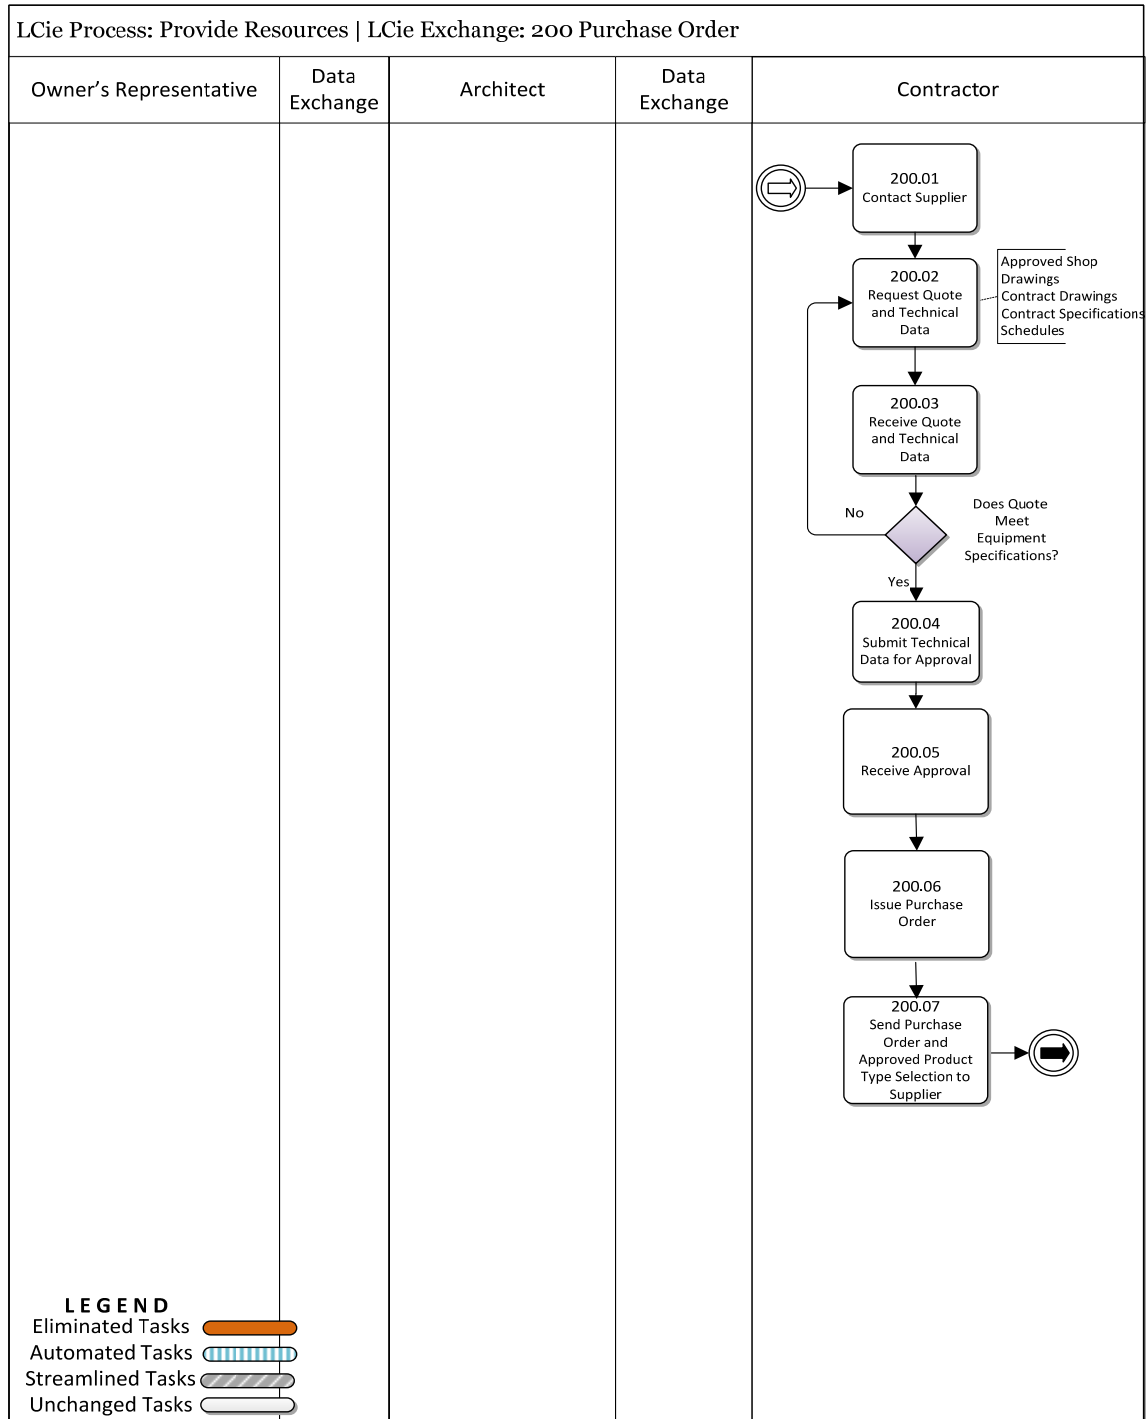 LCie Process: Provide Resources | LCie Exchange: 200 Purchase Order
Owner's Representative
Data
Exchange
Architect
Data
Exchange
Contractor
200.01
Contact Supplier
200.02
Request Quote
and Technical
Data
Approved Shop
Drawings
Contract Drawings
Contract Specifications
Schedules
200.03
Receive Quote
and Technical
Data
No
Does Quote
Meet
Equipment
Specifications?
Yes
200.04
Submit Technical
Data for Approval
200.05
Receive Approval
200.06
Issue Purchase
Order
200.07
Send Purchase
Order and
Approved Product
Type Selection to
Supplier
LEGEND
Eliminated Tasks
Automated Tasks
Streamlined Tasks
Unchanged Tasks